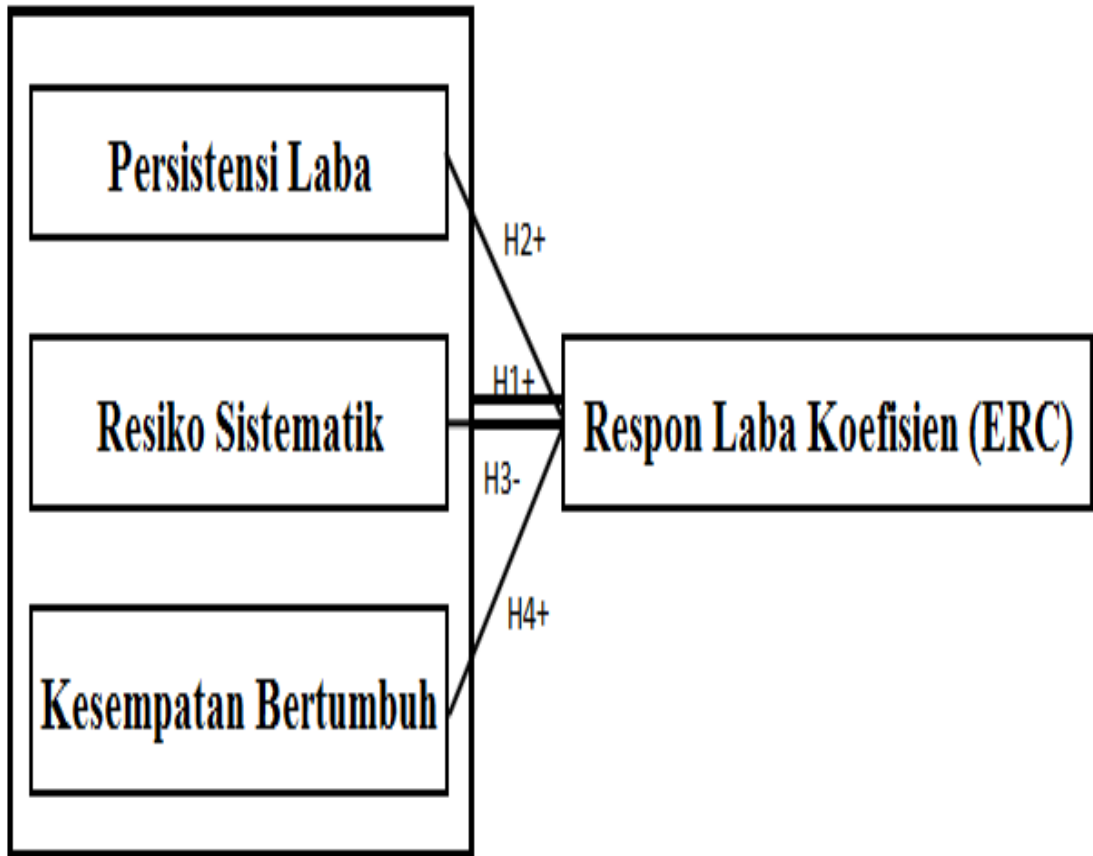 Persistensi Laba
H2+
H1+
Resiko Sistematik
Respon Laba Koefisien (ERC)
H3-
H4+
Kesempatan Bertumbuh